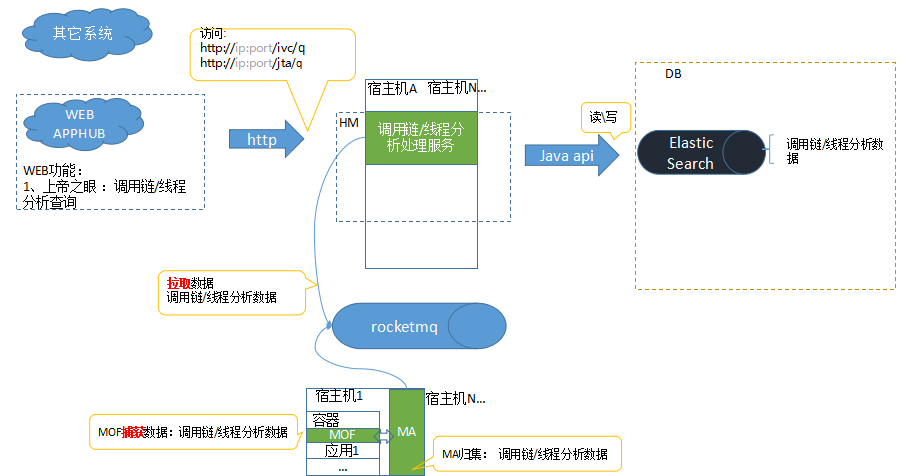 其它系统
访问:
http://ip:port/ivc/q
http://ip:port/jta/q
WEB
APPHUB
WEB功能：
1、上帝之眼 ：调用链/线程
分析查询
http
宿主机A 宿主机N...
HM
调用链/线程分
析处理服务
Java api
读\写
DB
Elastic
Search
调用链/线程分析数
据
拉取数据
调用链/线程分析数据
rocketmq
宿主机1
宿主机N...
容器
MOF
MA
应用1
...
MOF捕获数据：调用链/线程分析数据
MA归集： 调用链/线程分析数据